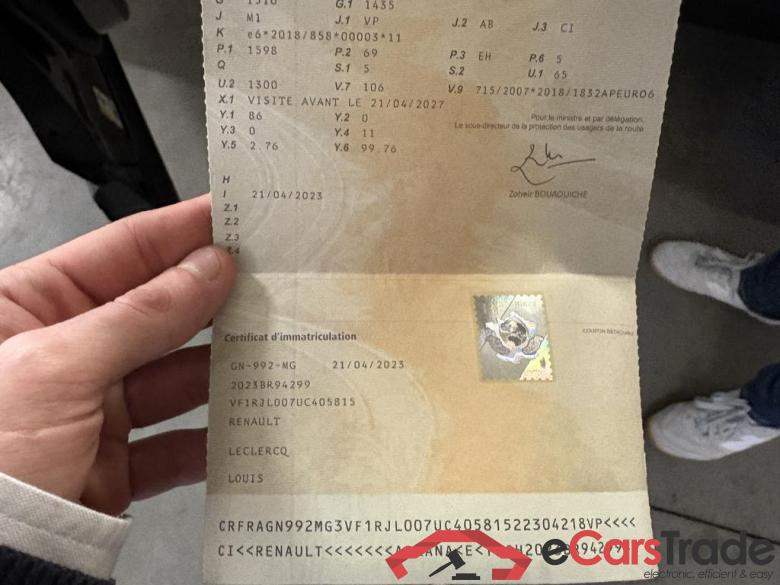 G 1310 G.1 1435
J M1 J.1 VP J.2 AB J.3 CI
K e6*2018/858*00003*11
P.1 1598 P.2 69 P.3 EH P.6 5
Q S.1 5 S.2 U.1 65
U.2 1300 V.7 106 V.9 715/2007*2018/1832APEURO6
X.1 VISITE AVANT LE 21/04/2027
Y.1 86 Y.2 0
Y.3 0 Y.4 11
Y.5 2.76 Y.6 99.76
Pour le ministre et par délégation,
Le sous-directeur de la protection des usagers de la route
Zoheir BOUAOUICHE
H
I 21/04/2023
Z.1
Z.2
Z.3
Z.4
COUPON DÉTACHABLE
Certificat d'immatriculation
GN-992-MG 21/04/2023
2023BR94299
VF1RJL007UC405815
RENAULT
LECLERCQ
LOUIS
CRFRAGN992MG3VF1RJL007UC40581522304218VP<<<<
CI<<RENAULT<<<<<<<
eCarsTrade
electronic, efficient & easy